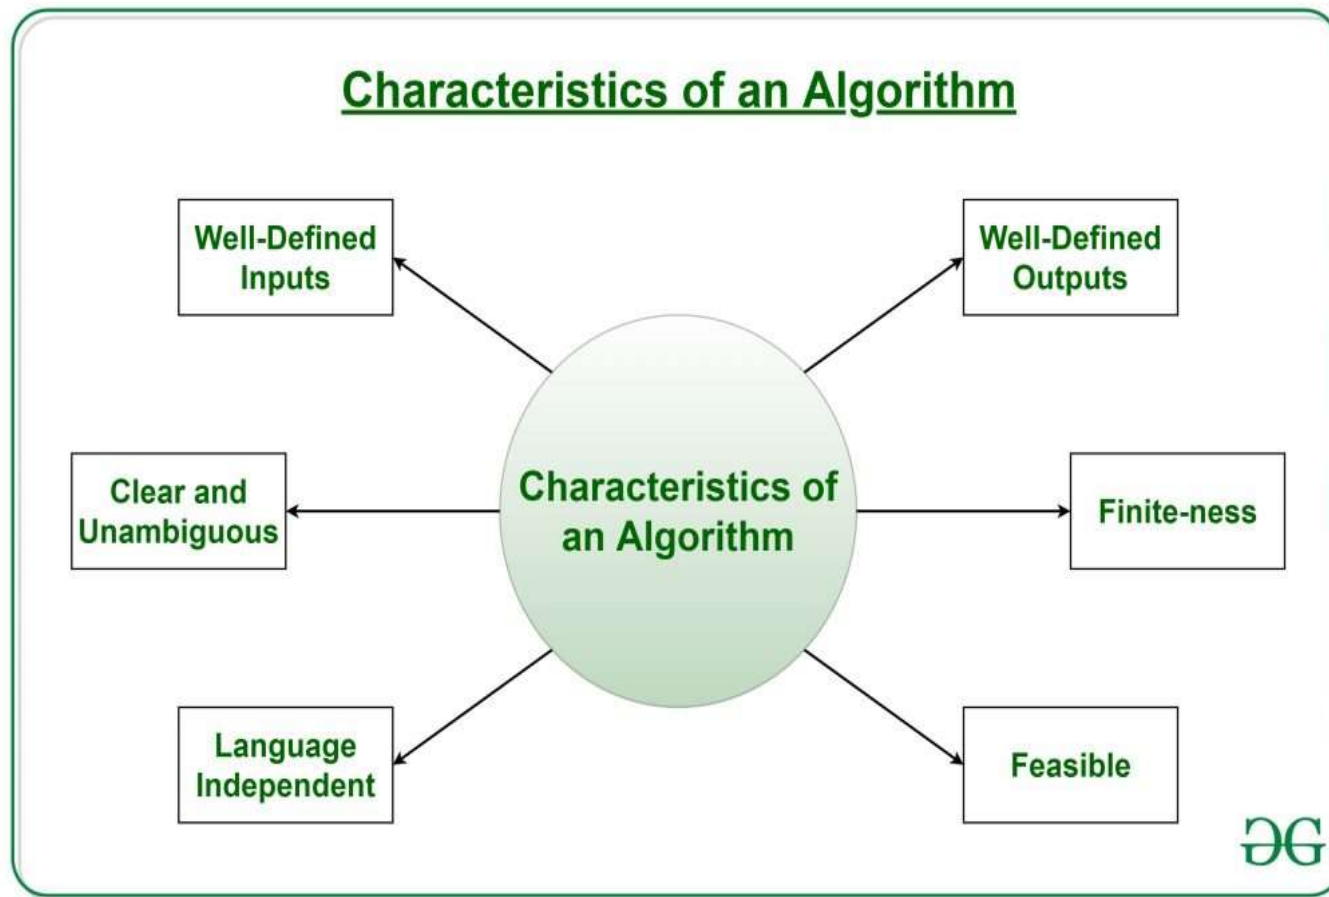 Characteristics of an Algorithm
Well-Defined
Inputs
Well-Defined
Outputs
Clear and
Unambiguous
Characteristics of
an Algorithm
Finite-ness
Language
Independent
Feasible